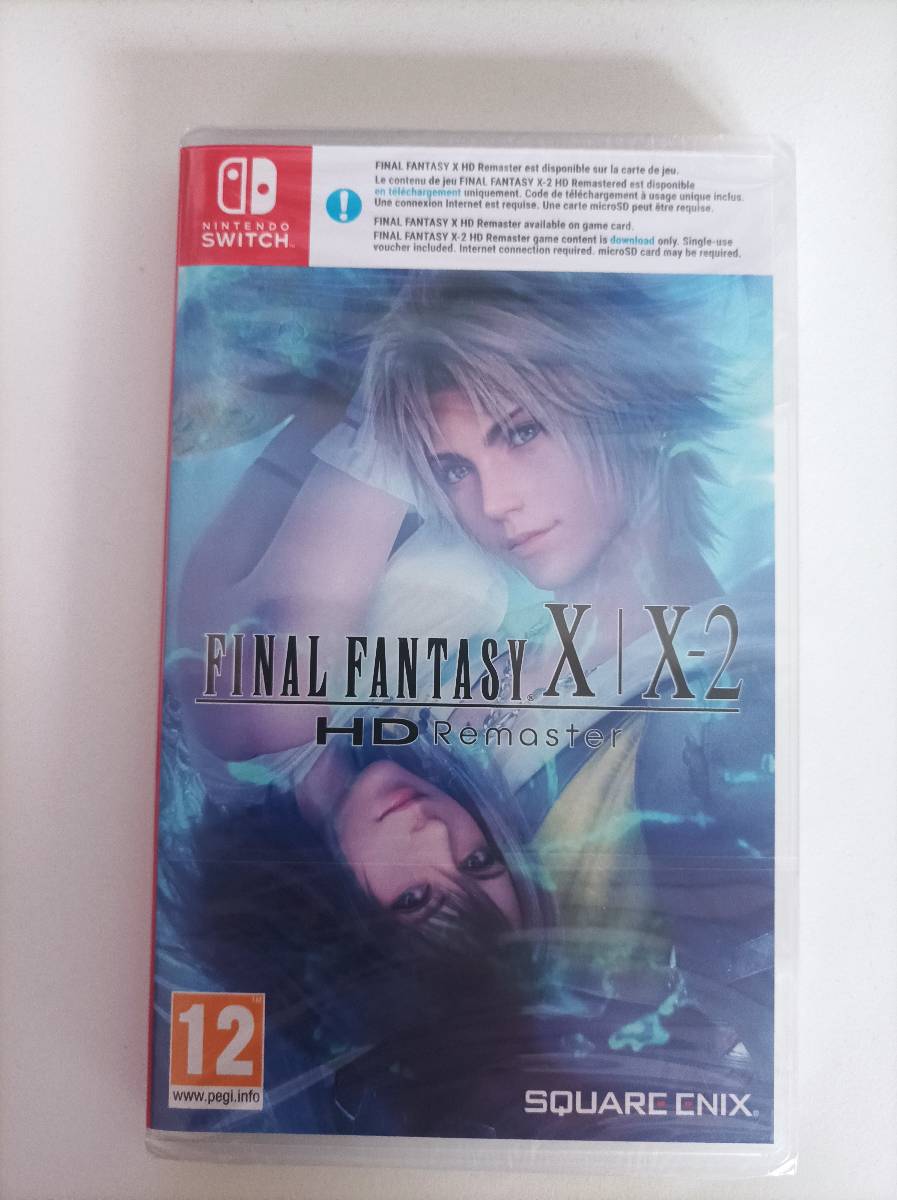 NINTENDO
SWITCH™
!
FINAL FANTASY X HD Remaster est disponible sur la carte de jeu.
Le contenu de jeu FINAL FANTASY X-2 HD Remastered est disponible
en téléchargement uniquement. Code de téléchargement à usage unique inclus.
Une connexion Internet est requise. Une carte microSD peut être requise.
FINAL FANTASY X HD Remaster available on game card.
FINAL FANTASY X-2 HD Remaster game content is download only. Single-use
voucher included. Internet connection required. microSD card may be required.
FINAL FANTASY® X | X-2
HD Remaster
12™
www.pegi.info
SQUARE ENIX®